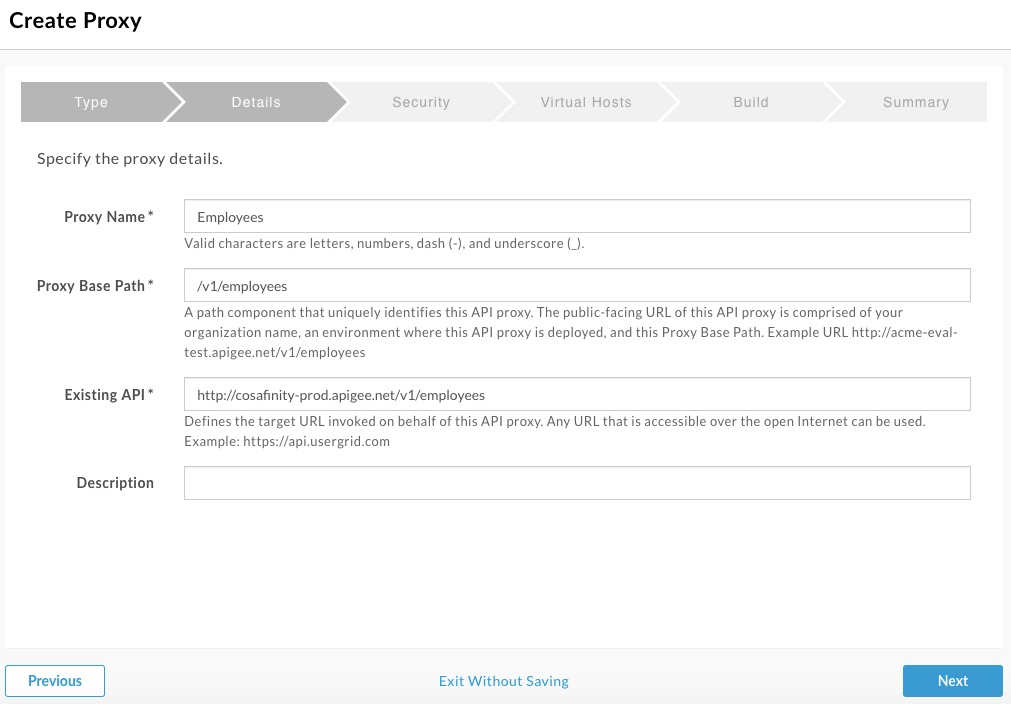 Create Proxy
Type
Details
Security
Virtual Hosts
Build
Summary
Specify the proxy details.
Proxy Name *
Employees
Valid characters are letters, numbers, dash (-), and underscore (_).
Proxy Base Path *
/v1/employees
A path component that uniquely identifies this API proxy. The public-facing URL of this API proxy is comprised of your
organization name, an environment where this API proxy is deployed, and this Proxy Base Path. Example URL http://acme-eval-
test.apigee.net/v1/employees
Existing API *
http://cosafinity-prod.apigee.net/v1/employees
Defines the target URL invoked on behalf of this API proxy. Any URL that is accessible over the open Internet can be used.
Example: https://api.usergrid.com
Description
Previous
Exit Without Saving
Next